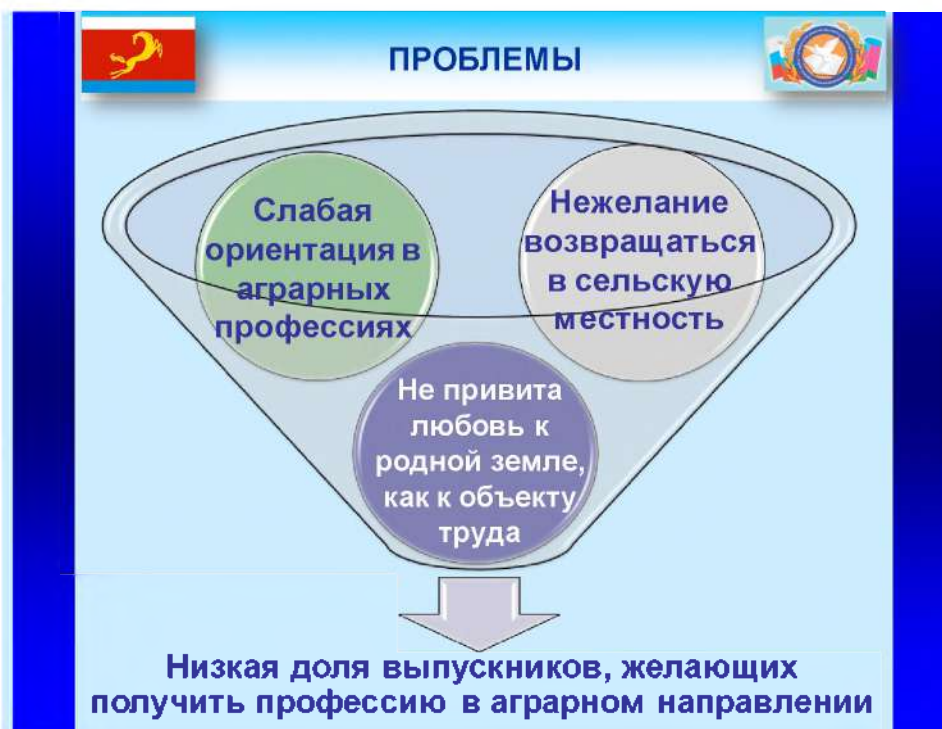 ПРОБЛЕМЫ
Слабая
ориентация в
аграрных
профессиях
Нежелание
возвращаться
в сельскую
местность
Не привита
любовь к
родной земле,
как к объекту
труда
Низкая доля выпускников, желающих
получить профессию в аграрном направлении